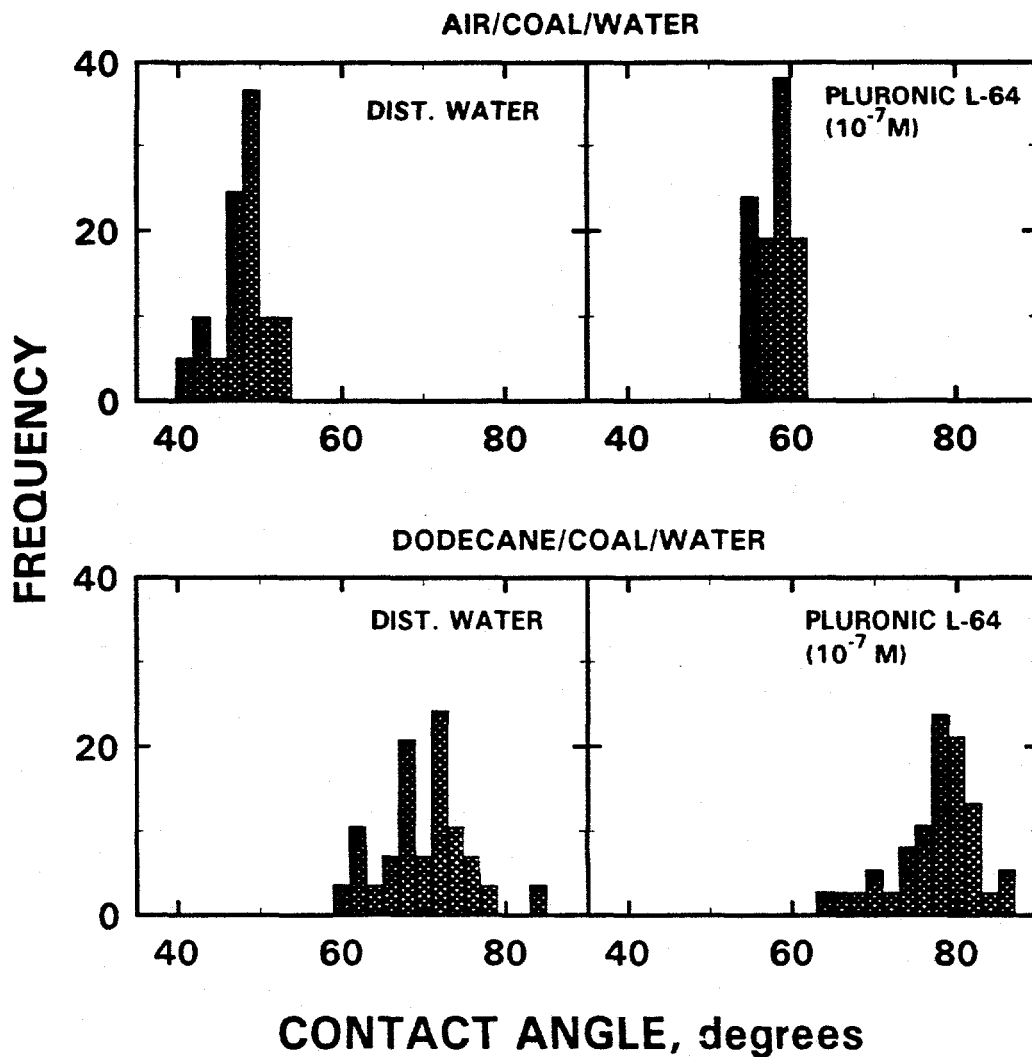 AIR/COAL/WATER
40
20
0
DIST. WATER
PLURONIC L-64
(10⁻⁷M)
40 60 80 40 60 80
FREQUENCY
DODECANE/COAL/WATER
40
20
0
DIST. WATER
PLURONIC L-64
(10⁻⁷ M)
40 60 80 40 60 80
CONTACT ANGLE, degrees